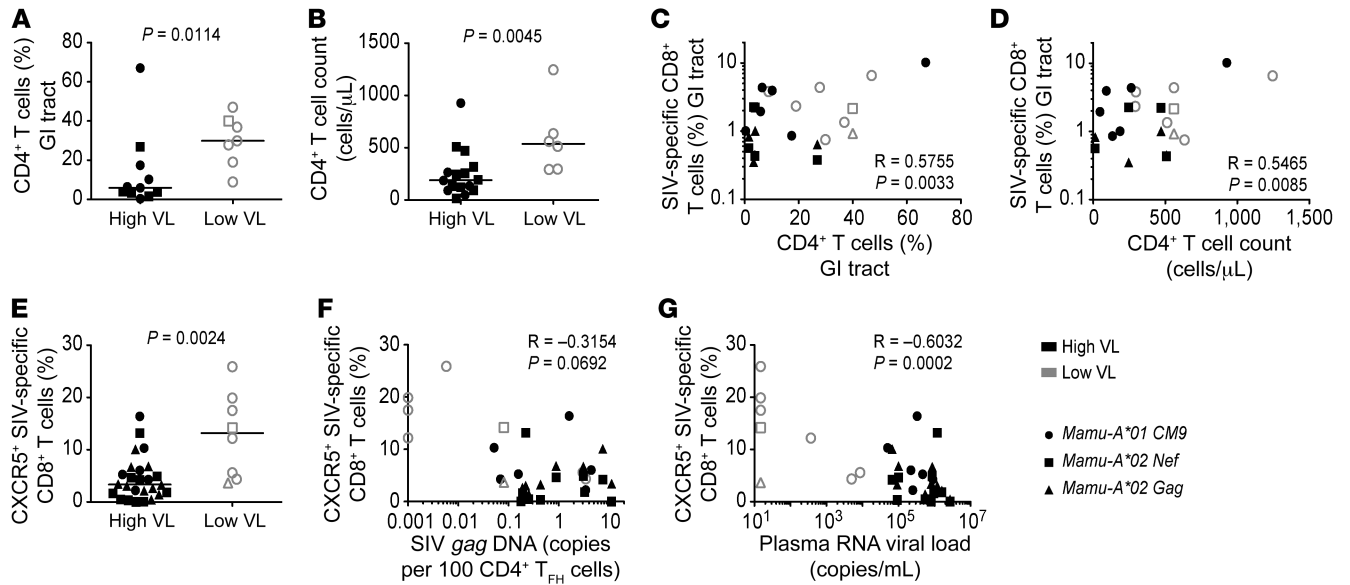 A
P = 0.0114
CD4⁺ T cells (%)
GI tract
80
60
40
20
0
High VL
Low VL
B
P = 0.0045
CD4⁺ T cell count
(cells/μL)
1500
1000
500
0
High VL
Low VL
C
SIV-specific CD8⁺
T cells (%) GI tract
10
1
0.1
R = 0.5755
P = 0.0033
0 20 40 60 80
CD4⁺ T cells (%)
GI tract
D
SIV-specific CD8⁺
T cells (%) GI tract
10
1
0.1
R = 0.5465
P = 0.0085
0 500 1,000 1,500
CD4⁺ T cell count
(cells/μL)
E
P = 0.0024
CXCR5⁺ SIV-specific
CD8⁺ T cells (%)
30
20
10
0
High VL
Low VL
F
R = –0.3154
P = 0.0692
CXCR5⁺ SIV-specific
CD8⁺ T cells (%)
30
20
10
0
0.001 0.01 0.1 1 10
SIV gag DNA (copies
per 100 CD4⁺ TFH cells)
G
R = –0.6032
P = 0.0002
CXCR5⁺ SIV-specific
CD8⁺ T cells (%)
30
20
10
0
10¹ 10³ 10⁵ 10⁷
Plasma RNA viral load
(copies/mL)
High VL
Low VL
Mamu-A*01 CM9
Mamu-A*02 Nef
Mamu-A*02 Gag